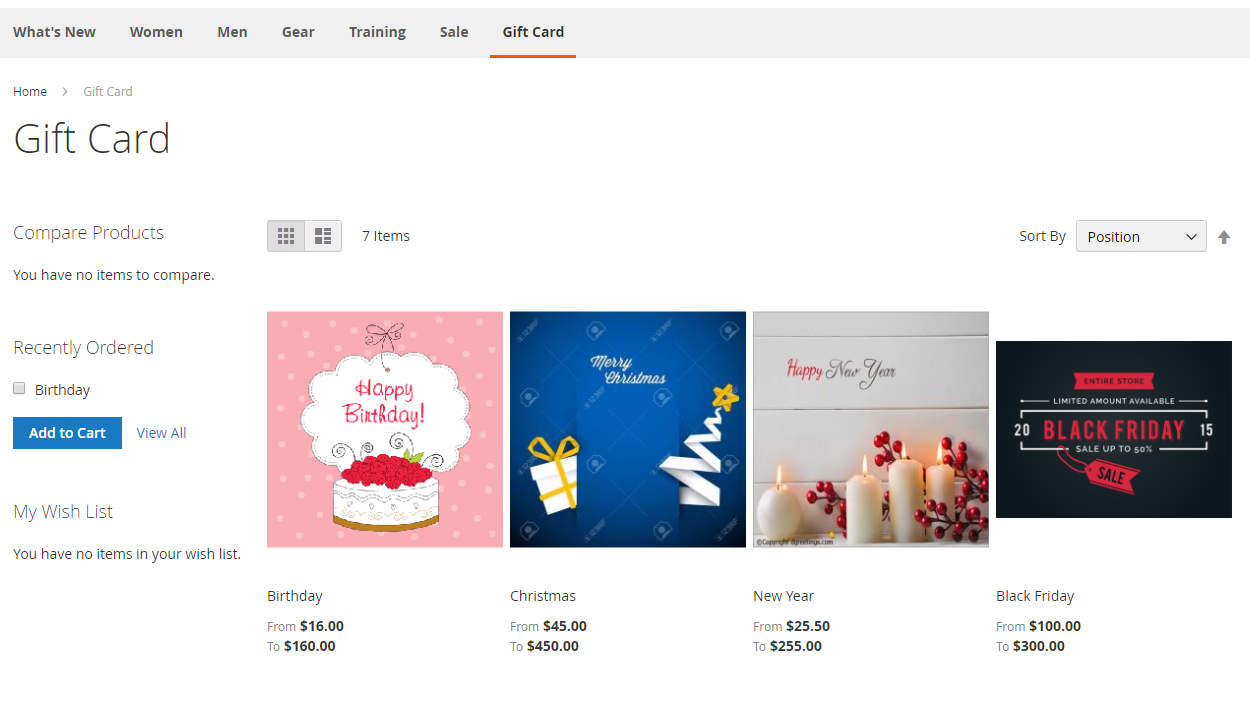 What's New Women Men Gear Training Sale Gift Card
Home > Gift Card
Gift Card
Compare Products
You have no items to compare.
Recently Ordered
Birthday
Add to Cart View All
My Wish List
You have no items in your wish list.
7 Items
Sort By Position
Happy
Birthday!
Merry
Christmas
Happy New Year
©Copyright dgreetings.com
ENTIRE STORE
LIMITED AMOUNT AVAILABLE
20 BLACK FRIDAY 15
SALE UP TO 50%
SALE
Birthday
From $16.00
To $160.00
Christmas
From $45.00
To $450.00
New Year
From $25.50
To $255.00
Black Friday
From $100.00
To $300.00